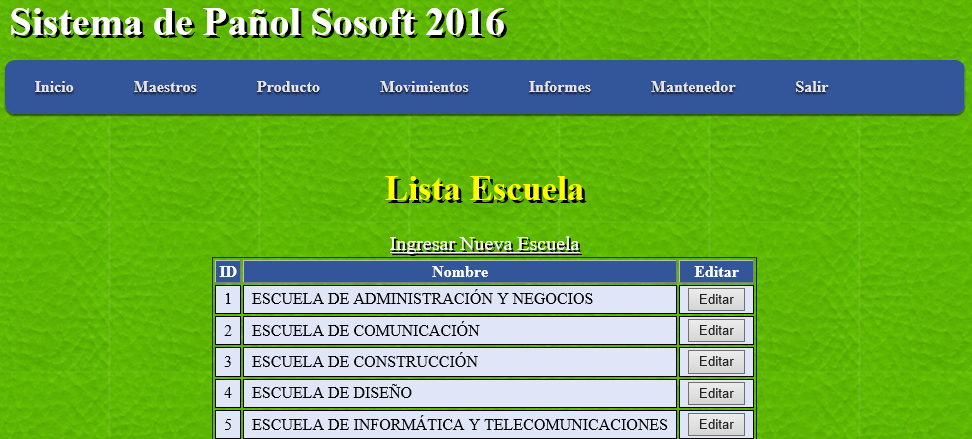 Sistema de Pañol Sosoft 2016
Inicio Maestros Producto Movimientos Informes Mantenedor Salir
Lista Escuela
Ingresar Nueva Escuela
ID Nombre Editar
1 ESCUELA DE ADMINISTRACIÓN Y NEGOCIOS Editar
2 ESCUELA DE COMUNICACIÓN Editar
3 ESCUELA DE CONSTRUCCIÓN Editar
4 ESCUELA DE DISEÑO Editar
5 ESCUELA DE INFORMÁTICA Y TELECOMUNICACIONES Editar